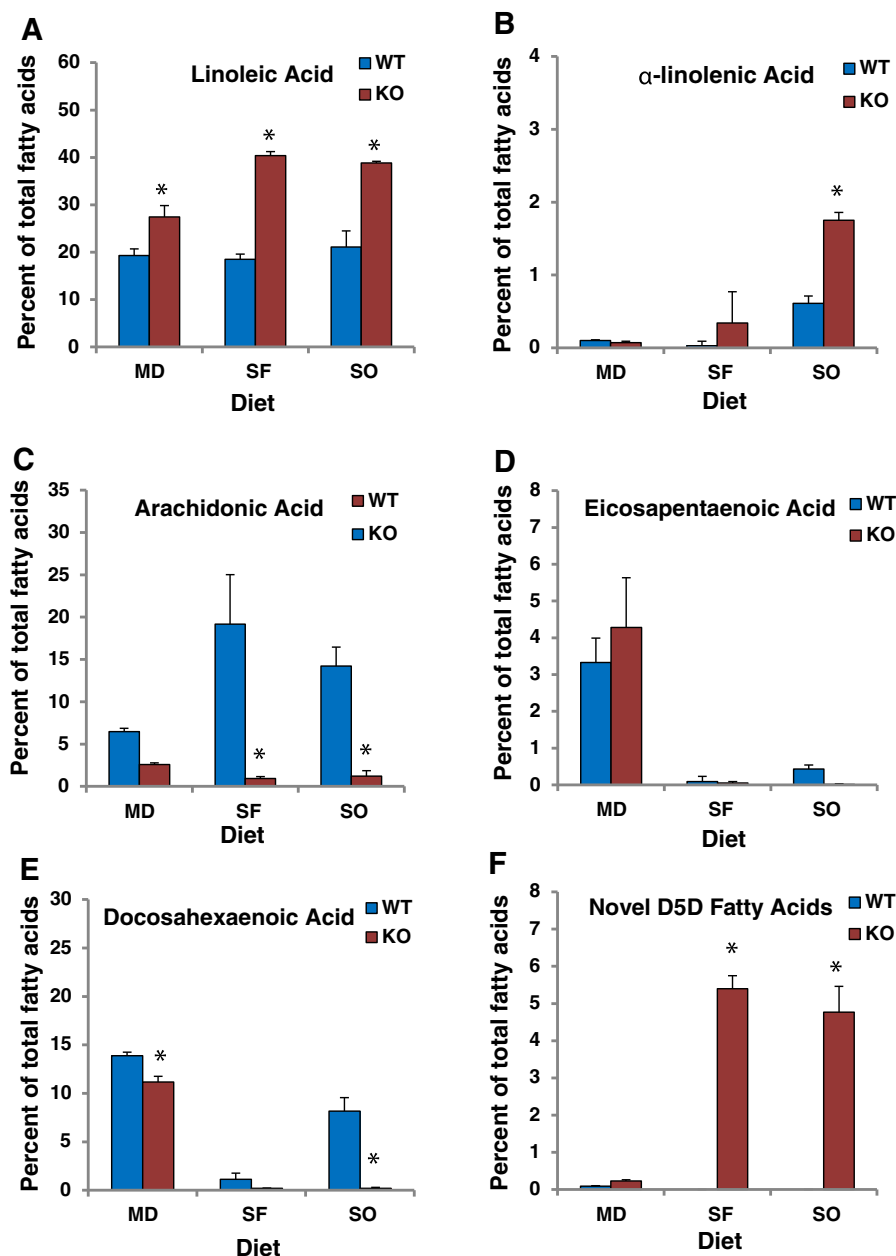 A
Linoleic Acid
WT
KO
Percent of total fatty acids
60
50
40
30
20
10
0
*
*
*
MD
SF
SO
Diet
B
α-linolenic Acid
WT
KO
Percent of total fatty acids
4
3
2
1
0
*
MD
SF
SO
Diet
C
Arachidonic Acid
WT
KO
Percent of total fatty acids
35
30
25
20
15
10
5
0
*
*
MD
SF
SO
Diet
D
Eicosapentaenoic Acid
WT
KO
Percent of total fatty acids
8
7
6
5
4
3
2
1
0
MD
SF
SO
Diet
E
Docosahexaenoic Acid
WT
KO
Percent of total fatty acids
30
25
20
15
10
5
0
*
*
MD
SF
SO
Diet
F
Novel D5D Fatty Acids
WT
KO
Percent of total fatty acids
8
7
6
5
4
3
2
1
0
*
*
MD
SF
SO
Diet